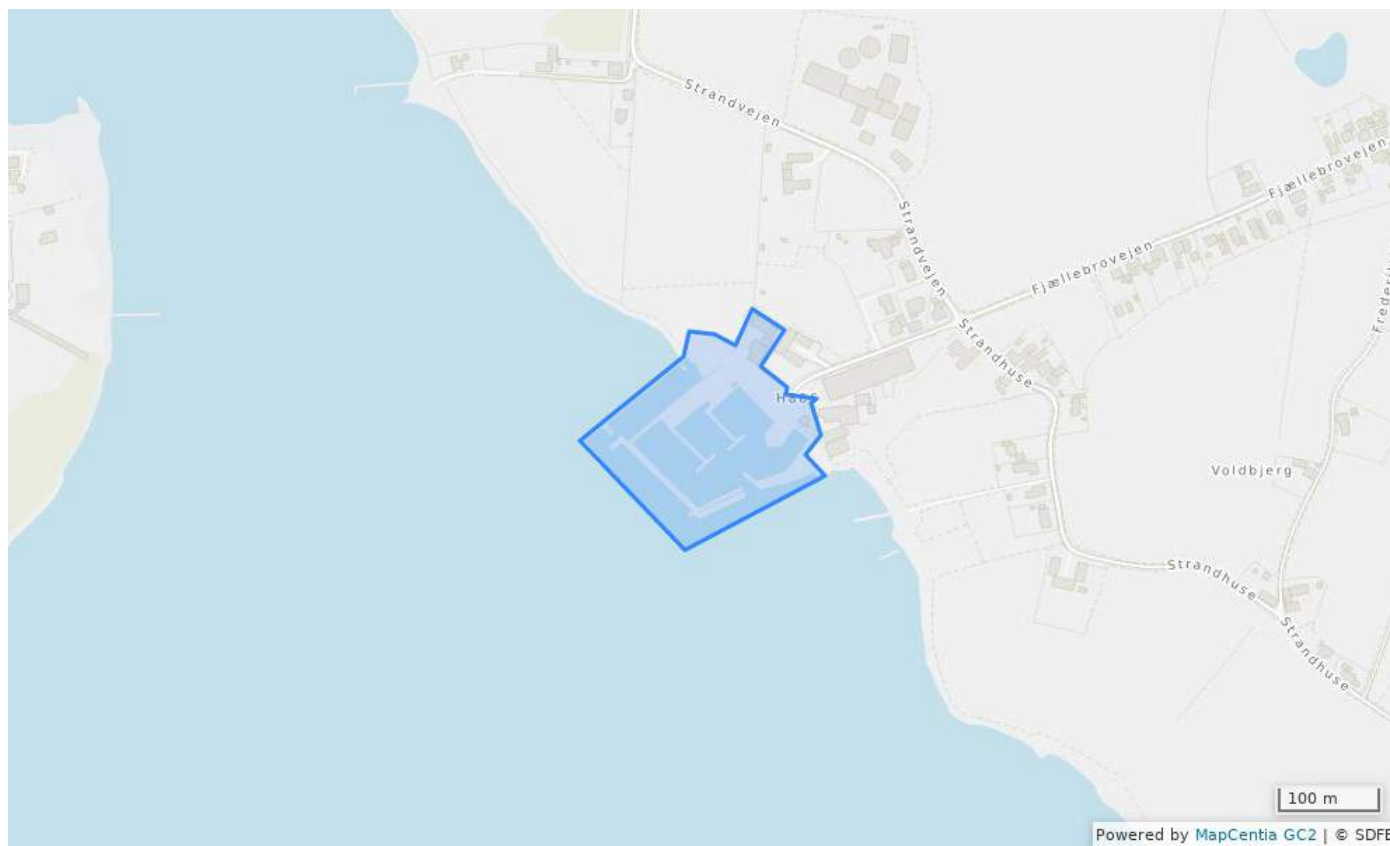 Strandvejen
Fjællebrovejen
Strandvejen
Fjællebrovejen
Strandhuse
Voldbjerg
Strandhuse
Strandhuse
100 m
Powered by MapCentia GC2 | © SDFE